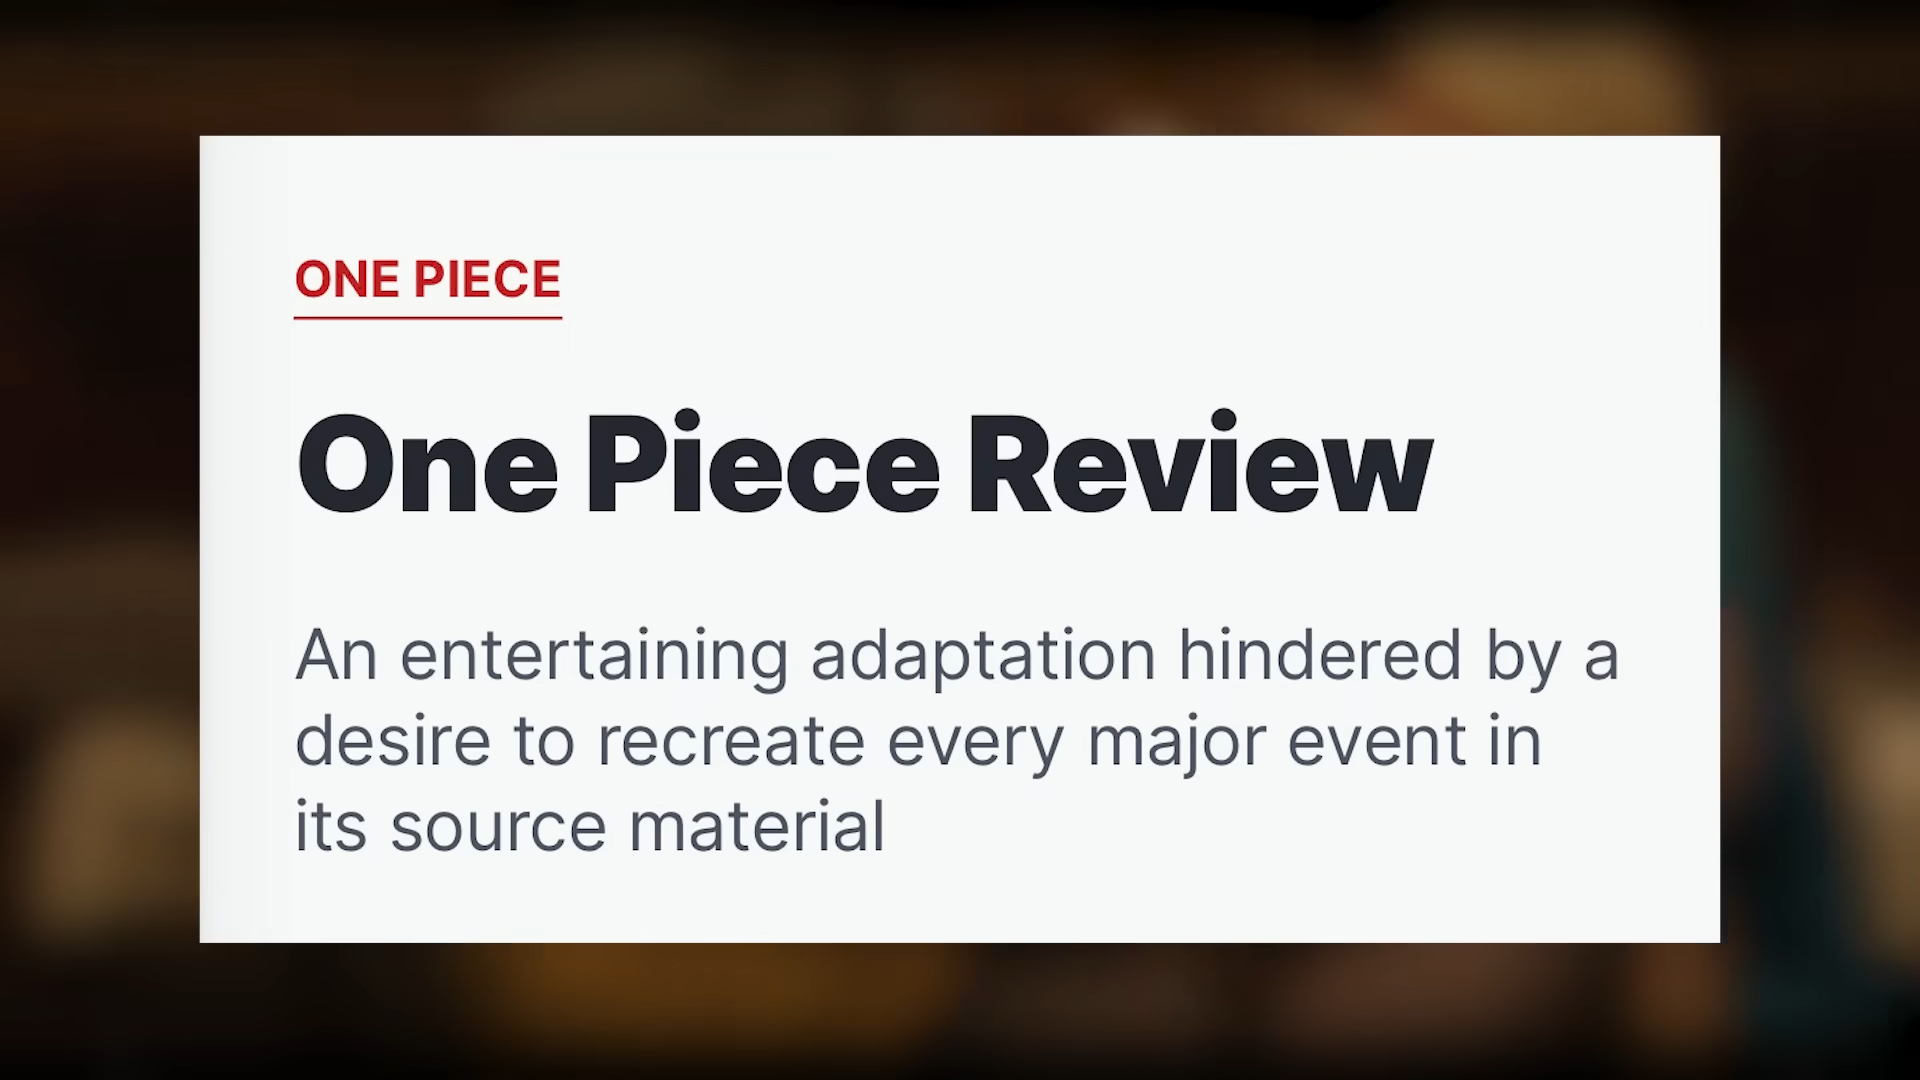 ONE PIECE
One Piece Review
An entertaining adaptation hindered by a
desire to recreate every major event in
its source material